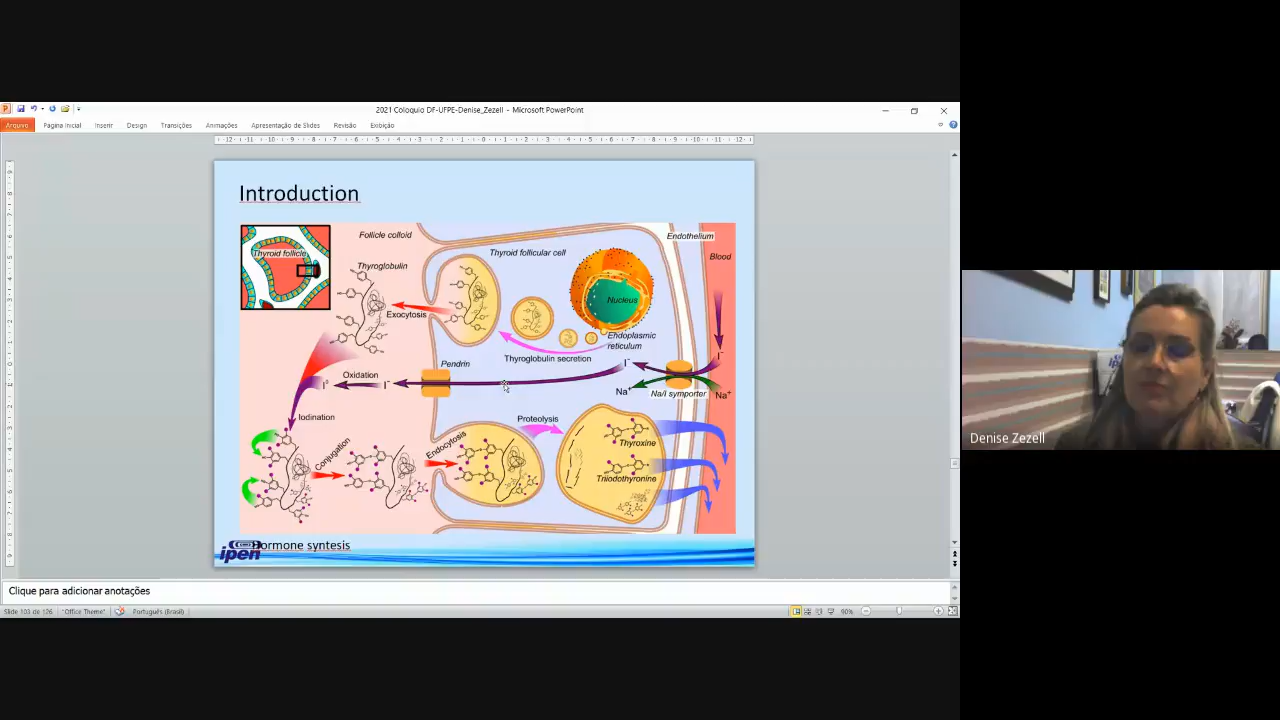 2021 Coloquio DF-UFPE-Denise_Zezell - Microsoft PowerPoint
Arquivo Página Inicial Inserir Design Transições Animações Apresentação de Slides Revisão Exibição
Introduction
Thyroid follicle
Follicle colloid
Thyroglobulin
Exocytosis
Thyroid follicular cell
Nucleus
Endoplasmic
reticulum
Thyroglobulin secretion
Endothelium
Blood
I⁻
Na⁺
Na/I symporter
I⁻
Na⁺
Pendrin
I⁻
Oxidation
I⁰
Iodination
Conjugation
Endocytosis
Proteolysis
Thyroxine
Triiodothyronine
ipen
Hormone syntesis
Clique para adicionar anotações
Slide 103 de 126 "Office Theme" Português (Brasil) 90%
Denise Zezell